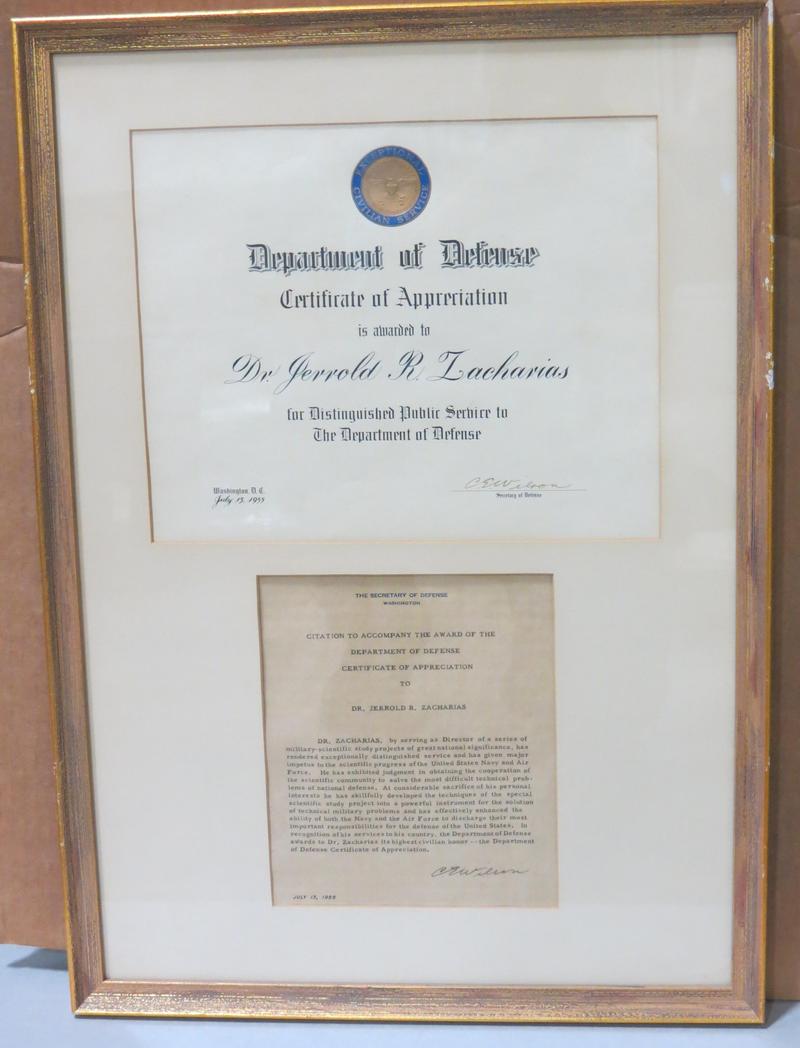 EXCEPTIONAL
CIVILIAN SERVICE
Department of Defense
Certificate of Appreciation
is awarded to
Dr. Jerrold R. Zacharias
for Distinguished Public Service to
The Department of Defense
Washington, D. C.
July 13, 1955
C E Wilson
Secretary of Defense
THE SECRETARY OF DEFENSE
WASHINGTON
CITATION TO ACCOMPANY THE AWARD OF THE
DEPARTMENT OF DEFENSE
CERTIFICATE OF APPRECIATION
TO
DR. JERROLD R. ZACHARIAS
DR. ZACHARIAS, by serving as Director of a series of
military-scientific study projects of great national significance, has
rendered exceptionally distinguished service and has given major
impetus to the scientific progress of the United States Navy and Air
Force. He has exhibited judgment in obtaining the cooperation of
the scientific community to solve the most difficult technical prob-
lems of national defense. At considerable sacrifice of his personal
interests he has skillfully developed the techniques of the special
scientific study project into a powerful instrument for the solution
of technical military problems and has effectively enhanced the
ability of both the Navy and the Air Force to discharge their most
important responsibilities for the defense of the United States. In
recognition of his services to his country, the Department of Defense
awards to Dr. Zacharias its highest civilian honor -- the Department
of Defense Certificate of Appreciation.
C E Wilson
JULY 13, 1955